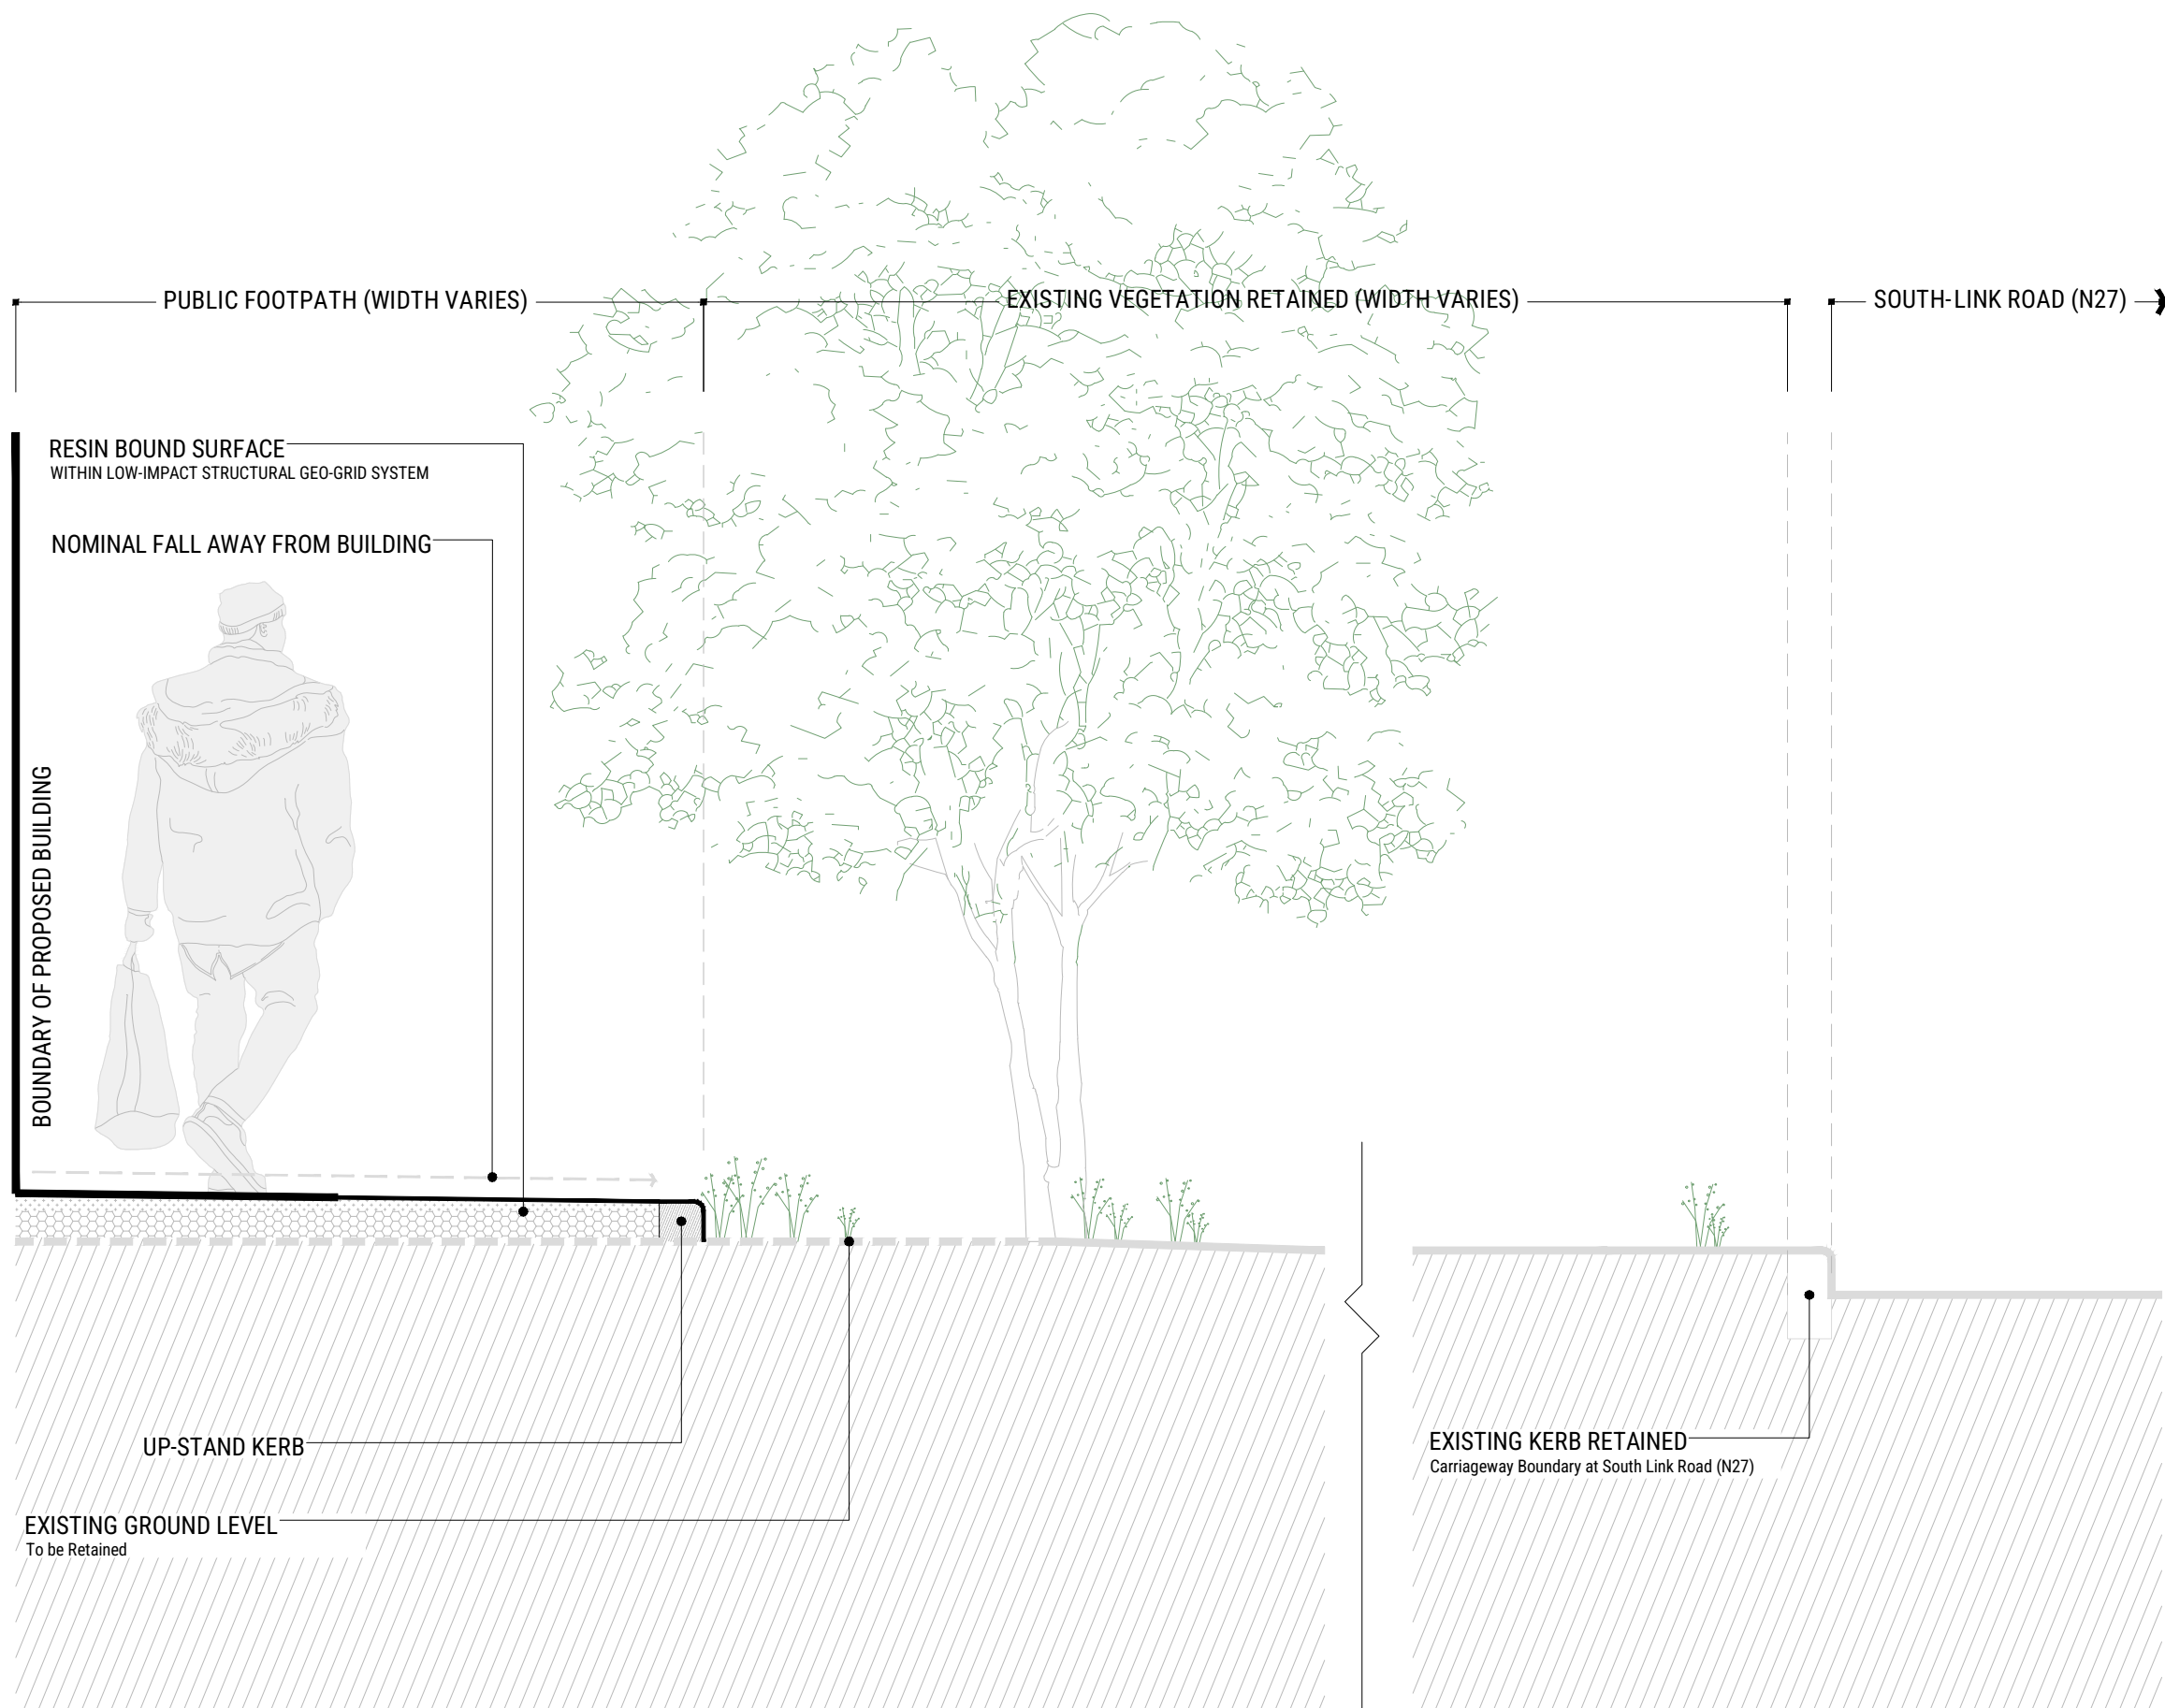 PUBLIC FOOTPATH (WIDTH VARIES)
EXISTING VEGETATION RETAINED (WIDTH VARIES)
SOUTH-LINK ROAD (N27)
RESIN BOUND SURFACE
WITHIN LOW-IMPACT STRUCTURAL GEO-GRID SYSTEM
NOMINAL FALL AWAY FROM BUILDING
BOUNDARY OF PROPOSED BUILDING
UP-STAND KERB
EXISTING GROUND LEVEL
To be Retained
EXISTING KERB RETAINED
Carriageway Boundary at South Link Road (N27)